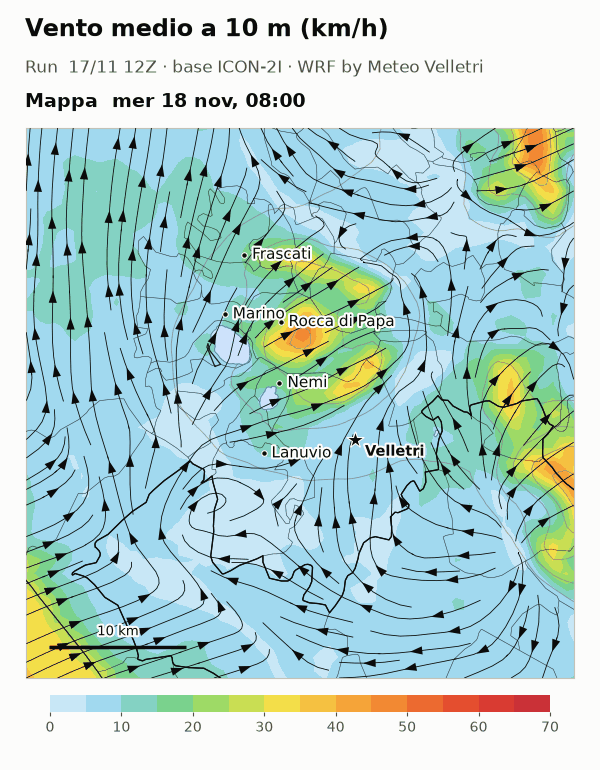 Vento medio a 10 m (km/h)
Run 17/11 12Z · base ICON-2I · WRF by Meteo Velletri
Mappa mer 18 nov, 08:00
Frascati
Marino
Rocca di Papa
Nemi
Velletri
Lanuvio
10 km
0 10 20 30 40 50 60 70